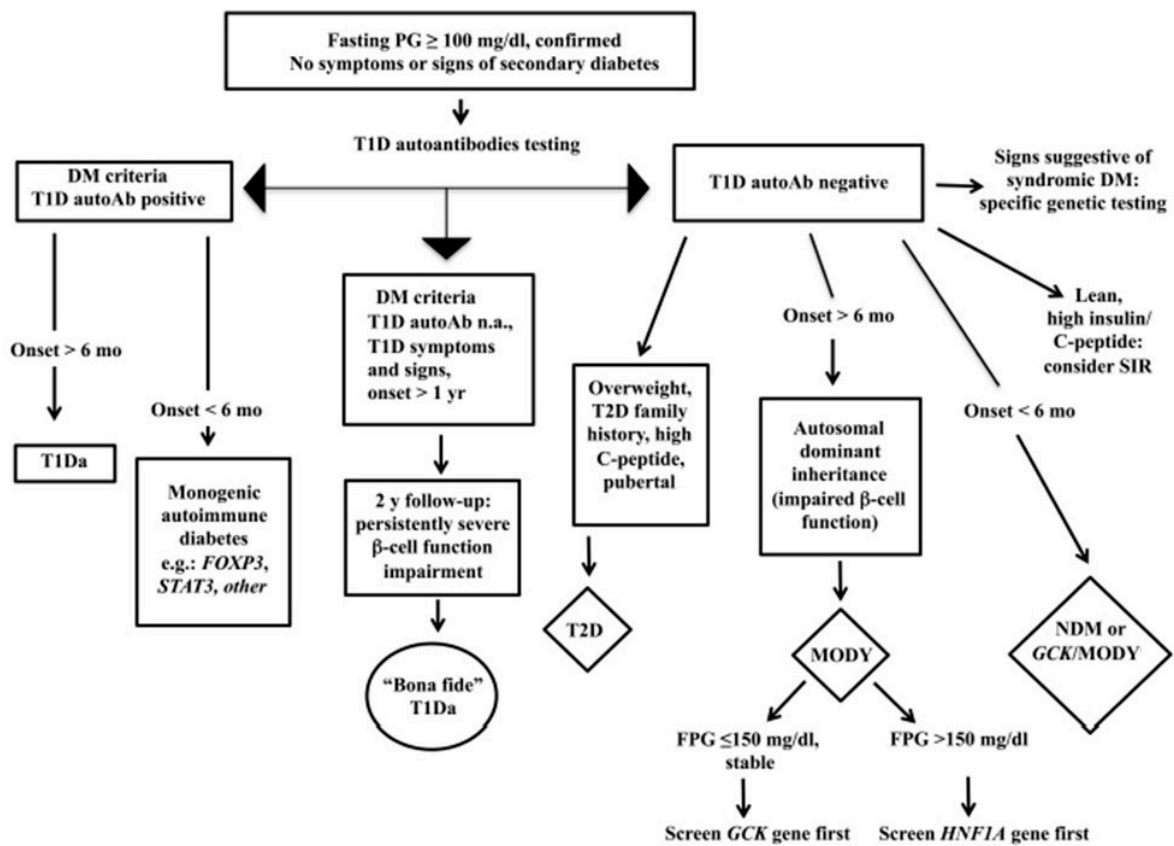 Fasting PG ≥ 100 mg/dl, confirmed
No symptoms or signs of secondary diabetes
T1D autoantibodies testing
DM criteria
T1D autoAb positive
T1D autoAb negative
Signs suggestive of
syndromic DM:
specific genetic testing
Onset > 6 mo
T1Da
Onset < 6 mo
Monogenic
autoimmune
diabetes
e.g.: FOXP3,
STAT3, other
DM criteria
T1D autoAb n.a.,
T1D symptoms
and signs,
onset > 1 yr
2 y follow-up:
persistently severe
β-cell function
impairment
“Bona fide”
T1Da
Overweight,
T2D family
history, high
C-peptide,
pubertal
T2D
Onset > 6 mo
Autosomal
dominant
inheritance
(impaired β-cell
function)
MODY
FPG ≤150 mg/dl,
stable
Screen GCK gene first
FPG >150 mg/dl
Screen HNF1A gene first
Lean,
high insulin/
C-peptide:
consider SIR
Onset < 6 mo
NDM or
GCK/MODY